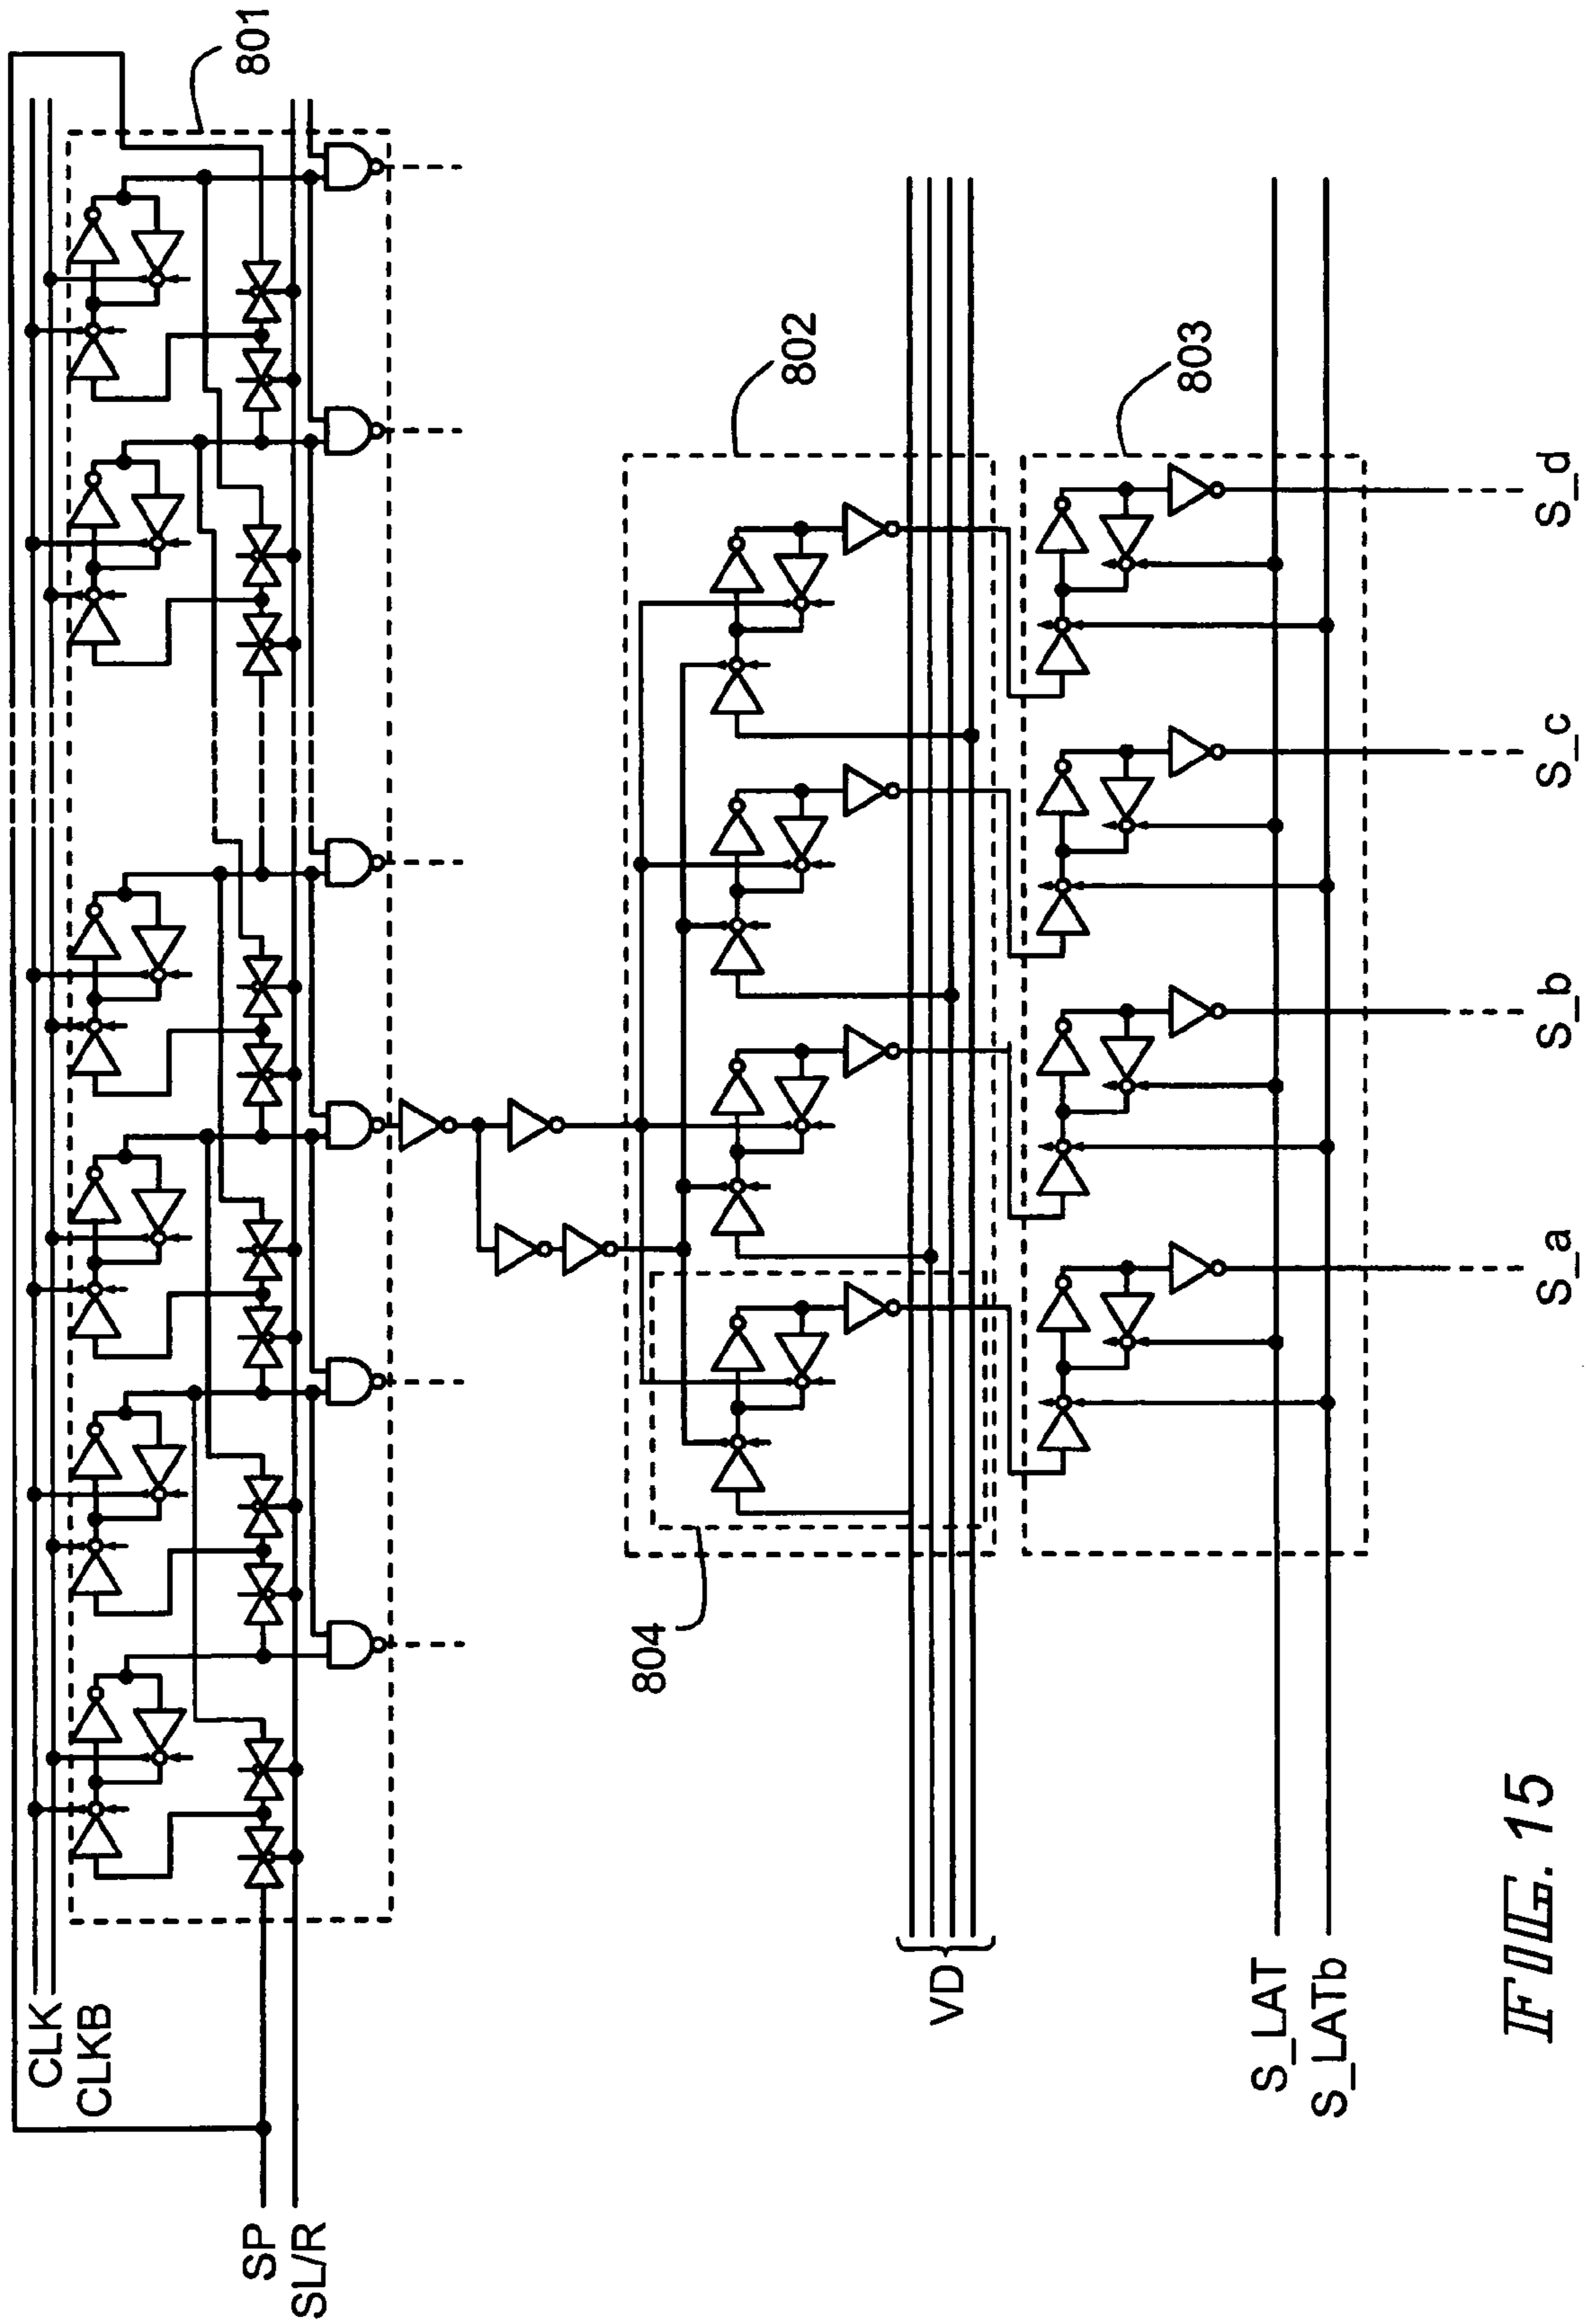 801
CLK
CLKB
SP
SL/R
802
804
VD
803
S_LAT
S_LATb
S_a
S_b
S_c
S_d
FIG. 15